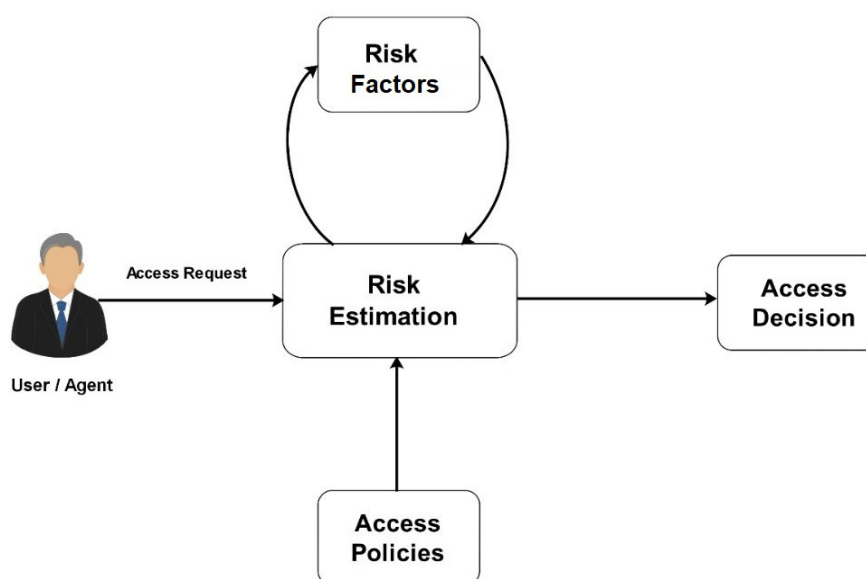 Risk
Factors
Access Request
Risk
Estimation
Access
Decision
User / Agent
Access
Policies